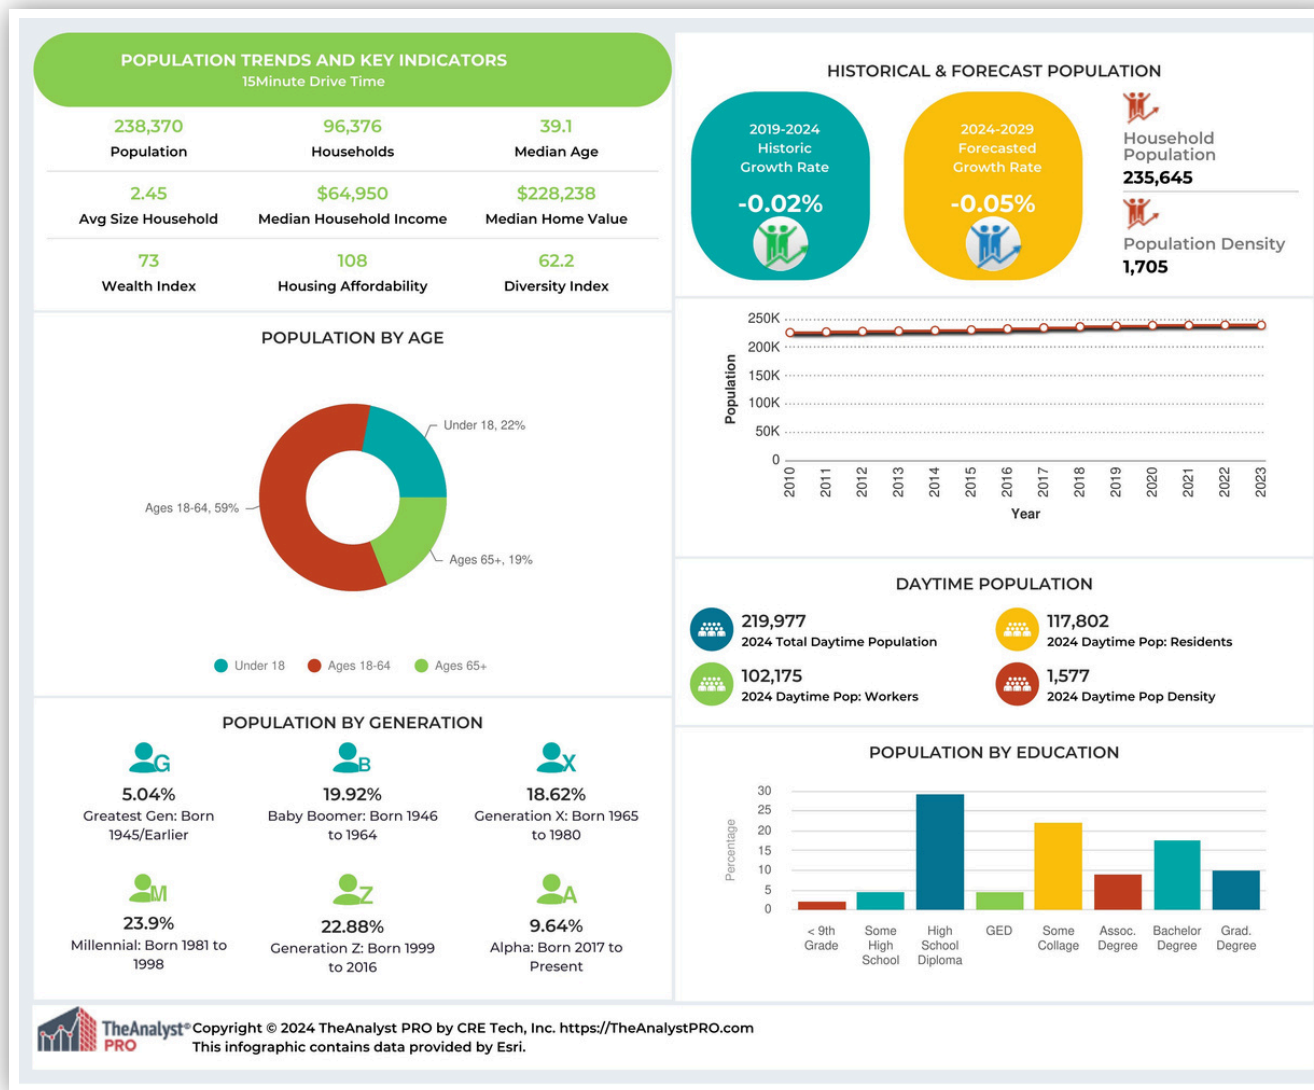 POPULATION TRENDS AND KEY INDICATORS
15Minute Drive Time
238,370
Population
96,376
Households
39.1
Median Age
2.45
Avg Size Household
$64,950
Median Household Income
$228,238
Median Home Value
73
Wealth Index
108
Housing Affordability
62.2
Diversity Index
POPULATION BY AGE
Under 18, 22%
Ages 18-64, 59%
Ages 65+, 19%
Under 18
Ages 18-64
Ages 65+
POPULATION BY GENERATION
G
5.04%
Greatest Gen: Born
1945/Earlier
B
19.92%
Baby Boomer: Born 1946
to 1964
X
18.62%
Generation X: Born 1965
to 1980
M
23.9%
Millennial: Born 1981 to
1998
Z
22.88%
Generation Z: Born 1999
to 2016
A
9.64%
Alpha: Born 2017 to
Present
HISTORICAL & FORECAST POPULATION
2019-2024
Historic
Growth Rate
-0.02%
2024-2029
Forecasted
Growth Rate
-0.05%
Household
Population
235,645
Population Density
1,705
250K
200K
150K
100K
50K
0
Population
2010
2011
2012
2013
2014
2015
2016
2017
2018
2019
2020
2021
2022
2023
Year
DAYTIME POPULATION
219,977
2024 Total Daytime Population
117,802
2024 Daytime Pop: Residents
102,175
2024 Daytime Pop: Workers
1,577
2024 Daytime Pop Density
POPULATION BY EDUCATION
Percentage
30
25
20
15
10
5
0
< 9th
Grade
Some
High
School
High
School
Diploma
GED
Some
Collage
Assoc.
Degree
Bachelor
Degree
Grad.
Degree
TheAnalyst®
PRO
Copyright © 2024 TheAnalyst PRO by CRE Tech, Inc. https://TheAnalystPRO.com
This infographic contains data provided by Esri.